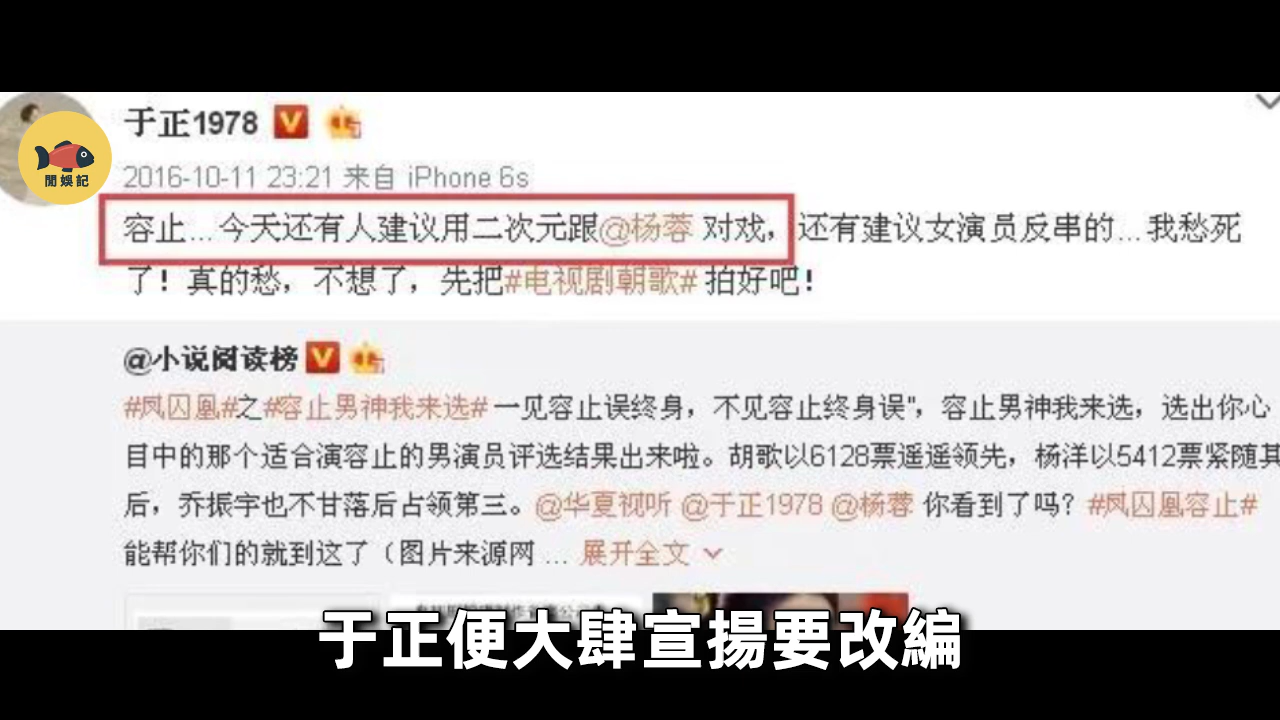 于正1978
閒娛記
2016-10-11 23:21 来自 iPhone 6s
容止...今天还有人建议用二次元跟@杨蓉 对戏，还有建议女演员反串的...我愁死
了！真的愁，不想了，先把#电视剧朝歌# 拍好吧！
@小说阅读榜
#凤囚凰#之#容止男神我来选# 一见容止误终身，不见容止终身误"，容止男神我来选，选出你心
目中的那个适合演容止的男演员评选结果出来啦。胡歌以6128票遥遥领先，杨洋以5412票紧随其
后，乔振宇也不甘落后占领第三。@华夏视听 @于正1978 @杨蓉 你看到了吗？#凤囚凰容止#
能帮你们的就到这了（图片来源网 ... 展开全文
于正便大肆宣揚要改編